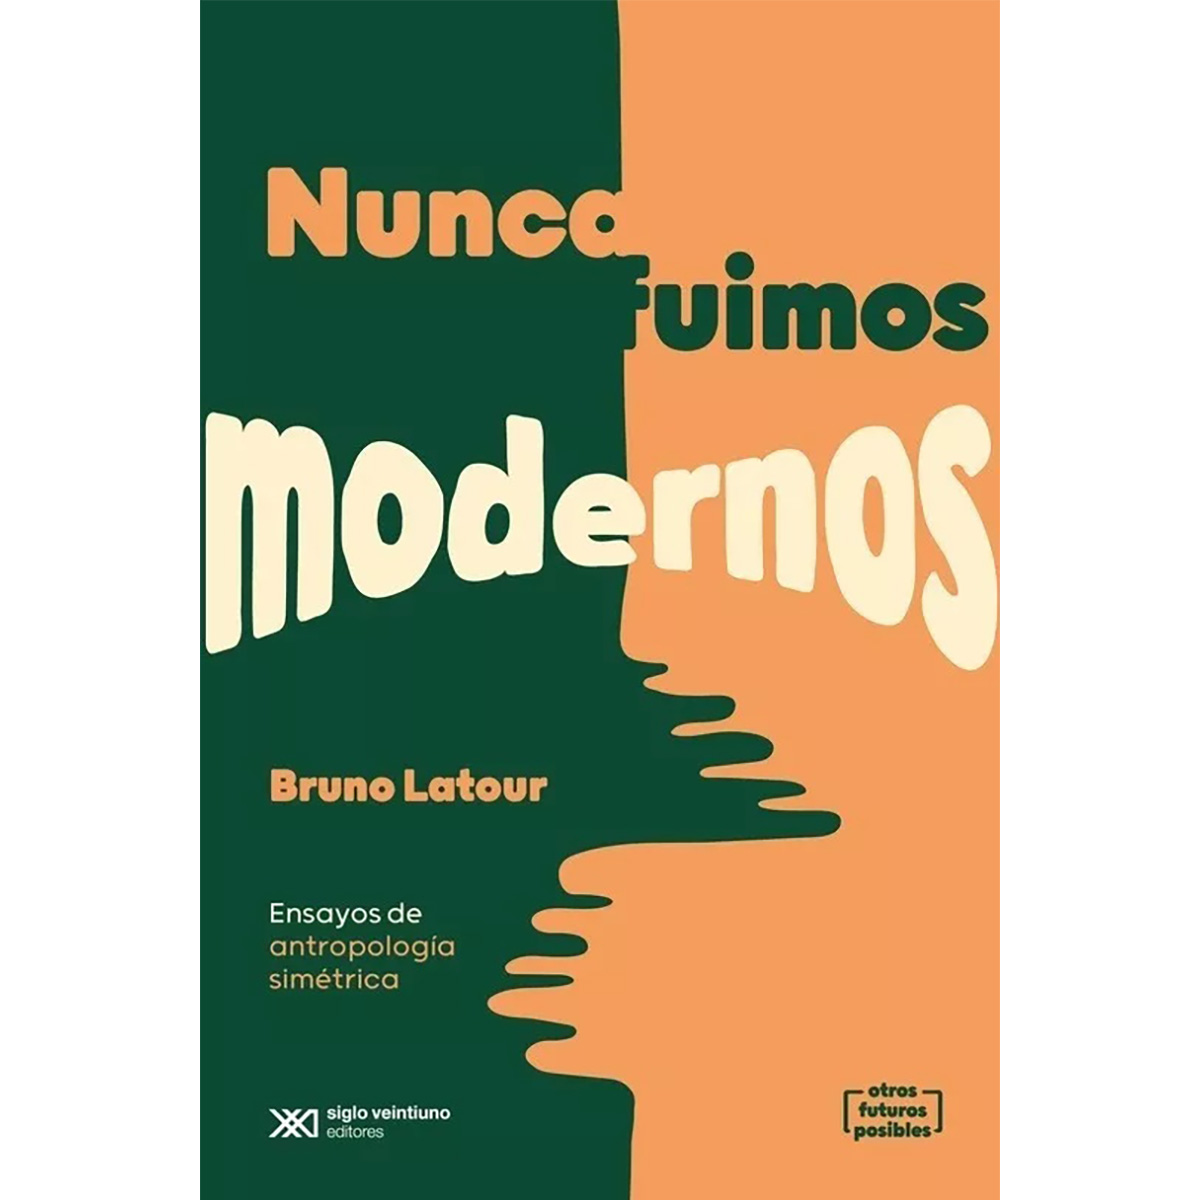 Nunca
fuimos
modernos
Bruno Latour
Ensayos de
antropología
simétrica
siglo veintiuno
editores
otros
futuros
posibles